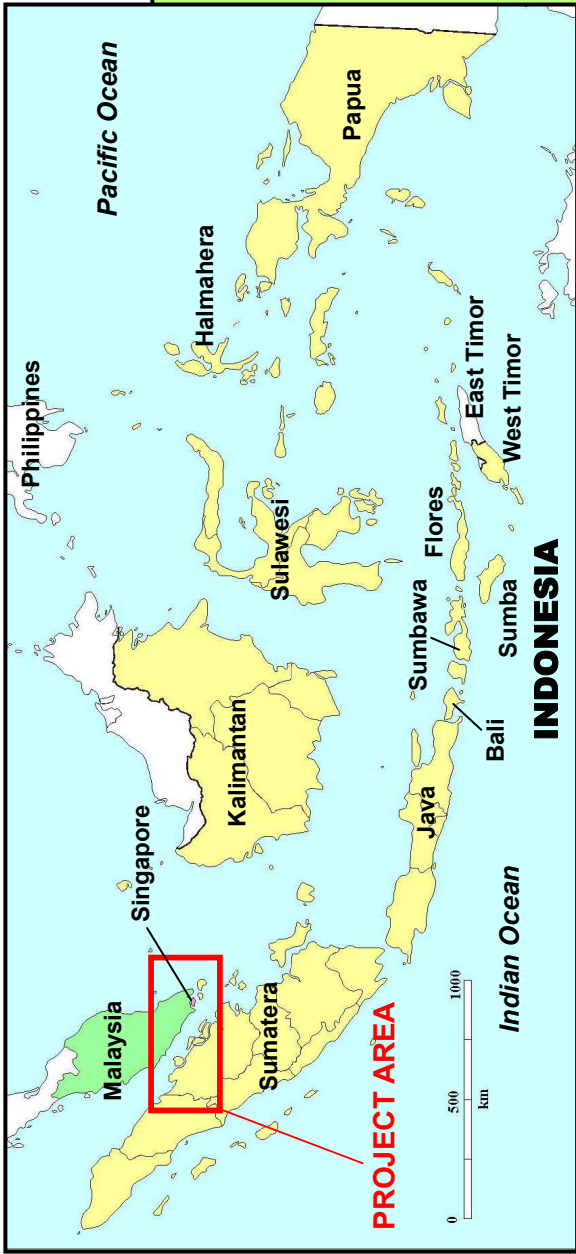 Pacific Ocean
Philippines
Malaysia
Singapore
Halmahera
Kalimantan
Sulawesi
Papua
Sumatera
PROJECT AREA
Java
Bali
Sumbawa
Flores
Sumba
East Timor
West Timor
Indian Ocean
INDONESIA
0 500 1000
km